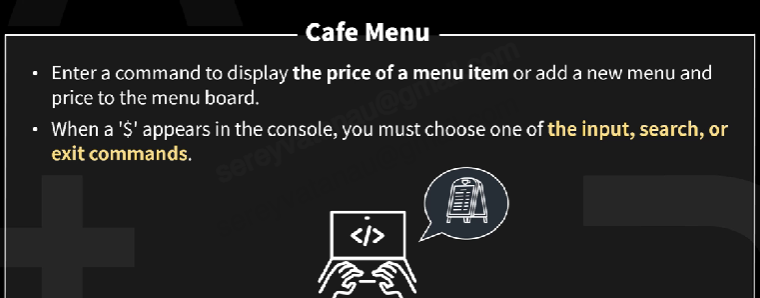 Cafe Menu
• Enter a command to display the price of a menu item or add a new menu and
price to the menu board.
• When a '$' appears in the console, you must choose one of the input, search, or
exit commands.
</>